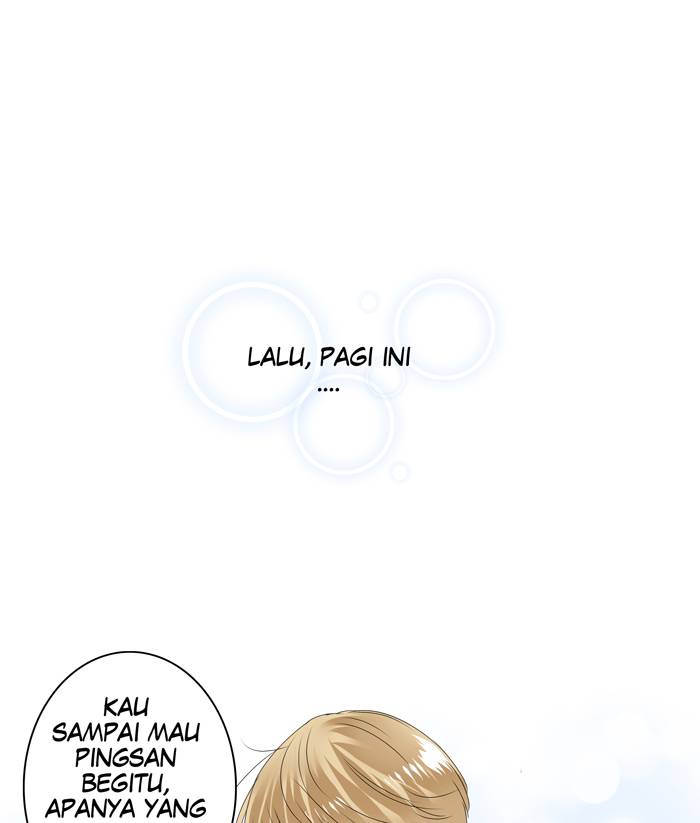 LALU, PAGI INI
....
KAU
SAMPAI MAU
PINGSAN
BEGITU,
APANYA YANG